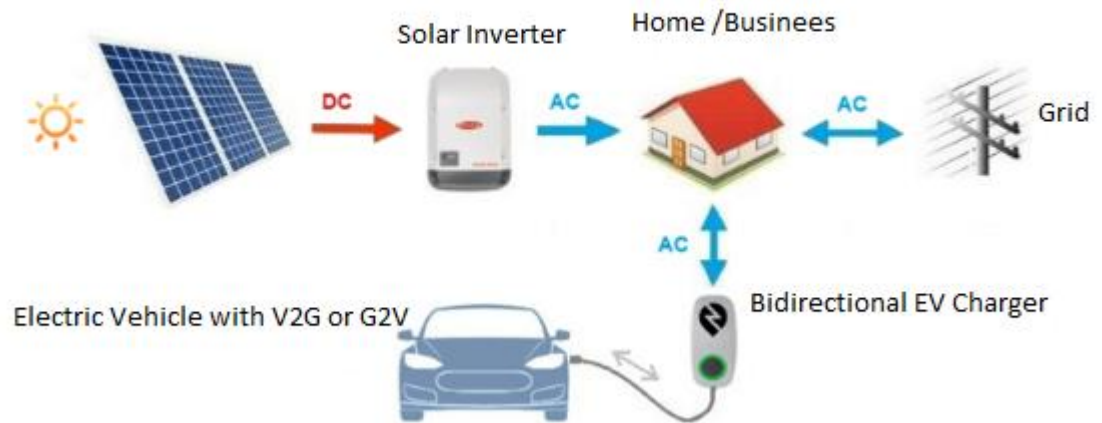 Solar Inverter
Home /Businees
DC
AC
AC
Grid
AC
Electric Vehicle with V2G or G2V
Bidirectional EV Charger